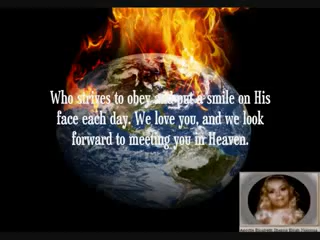 Who strives to obey and put a smile on His
face each day. We love you, and we look
forward to meeting you in Heaven.